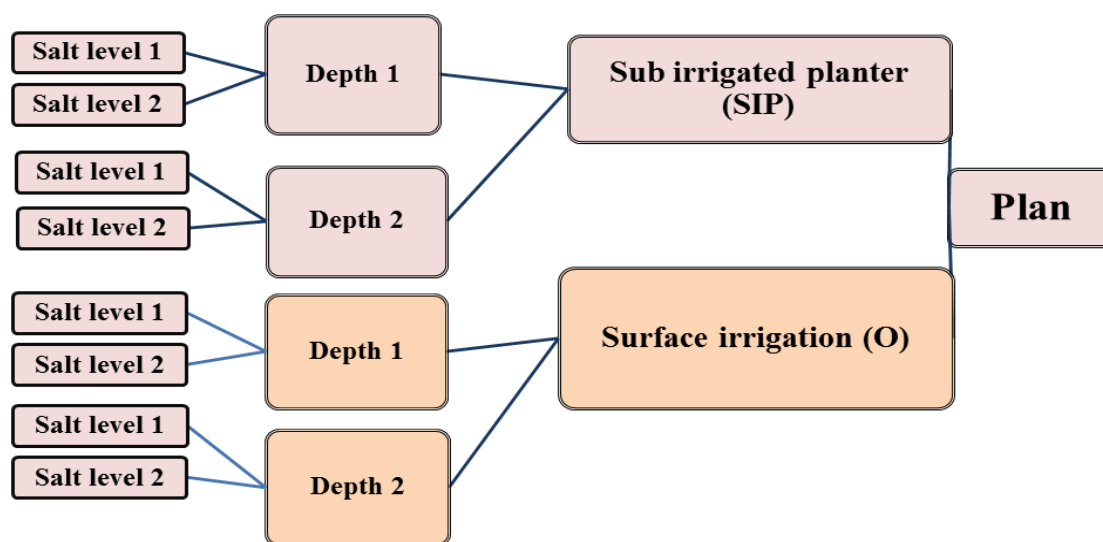 Salt level 1
Salt level 2
Depth 1
Sub irrigated planter
(SIP)
Salt level 1
Salt level 2
Depth 2
Plan
Salt level 1
Salt level 2
Depth 1
Surface irrigation (O)
Salt level 1
Salt level 2
Depth 2